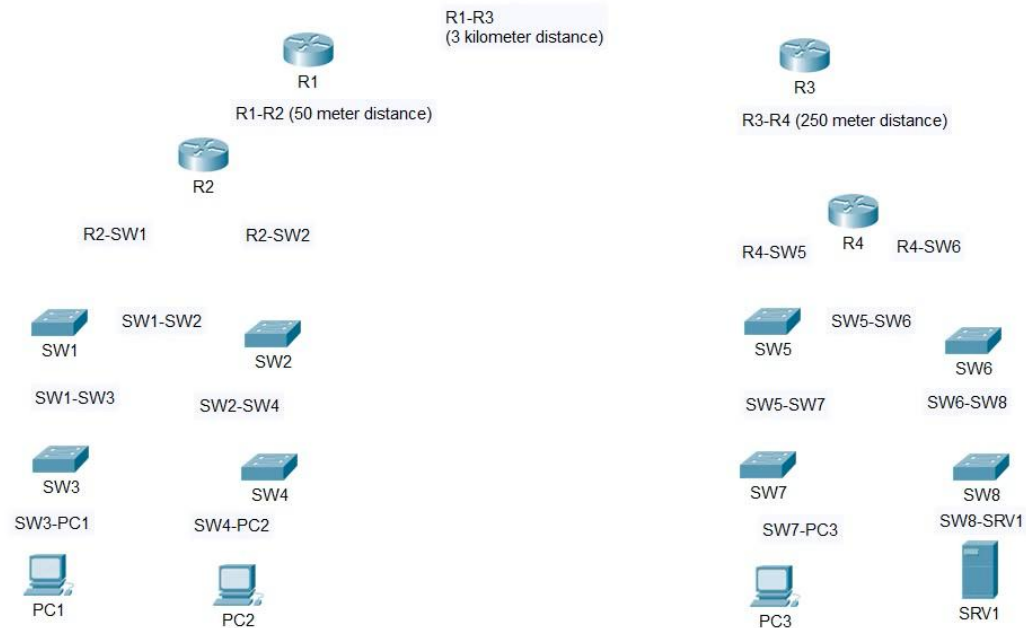 R1-R3
(3 kilometer distance)
R1
R3
R1-R2 (50 meter distance)
R3-R4 (250 meter distance)
R2
R4
R2-SW1
R2-SW2
R4-SW5
R4-SW6
SW1-SW2
SW5-SW6
SW1
SW2
SW5
SW6
SW1-SW3
SW2-SW4
SW5-SW7
SW6-SW8
SW3
SW4
SW7
SW8
SW3-PC1
SW4-PC2
SW7-PC3
SW8-SRV1
PC1
PC2
PC3
SRV1